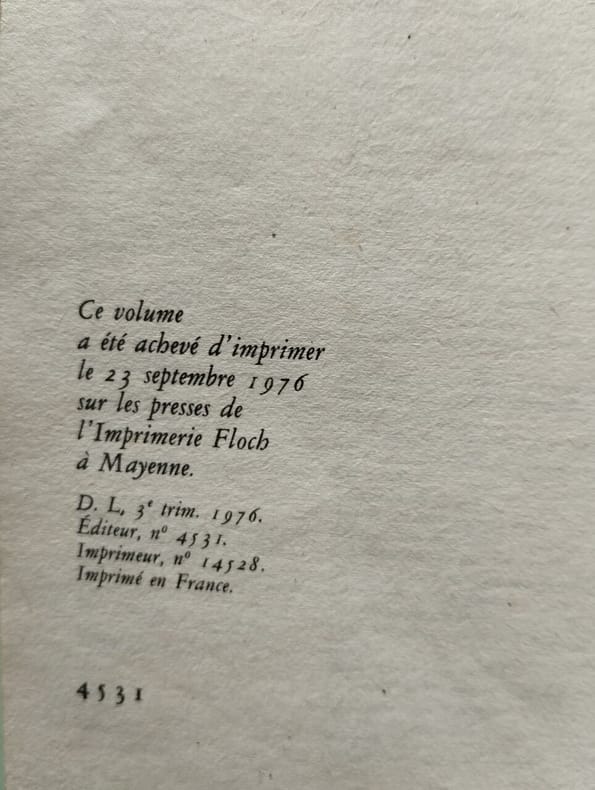 Ce volume
a été achevé d'imprimer
le 23 septembre 1976
sur les presses de
l'Imprimerie Floch
à Mayenne.
D. L, 3e trim. 1976.
Éditeur, no 4531.
Imprimeur, no 14528.
Imprimé en France.
4531